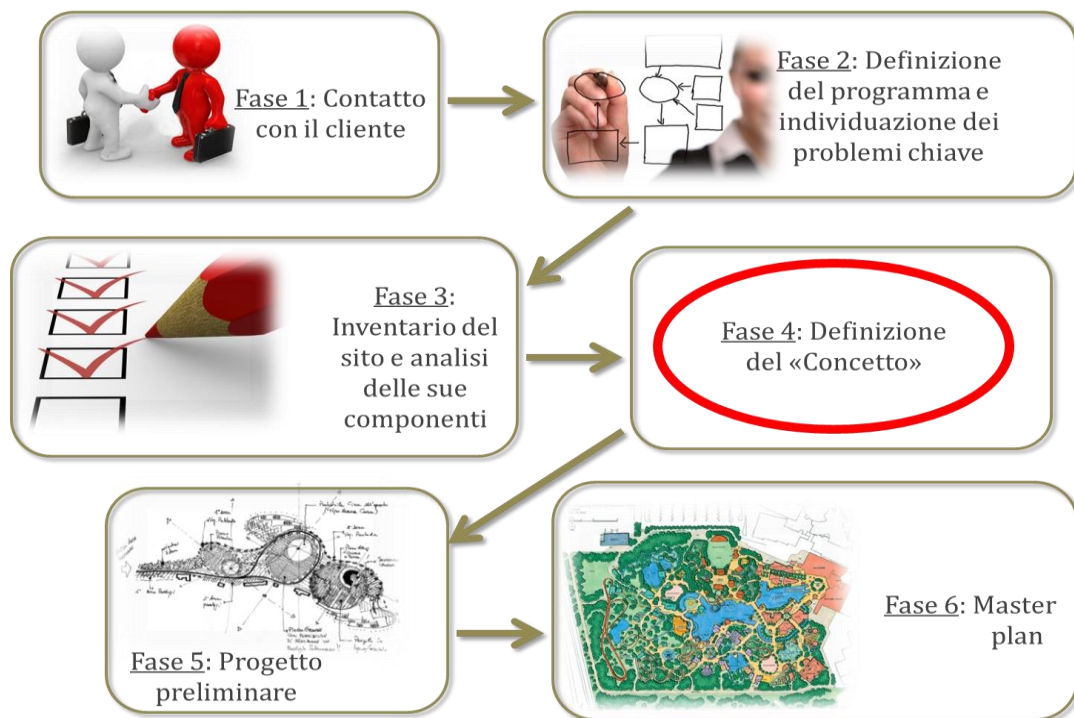 Fase 1: Contatto
con il cliente
Fase 2: Definizione
del programma e
individuazione dei
problemi chiave
Fase 3:
Inventario del
sito e analisi
delle sue
componenti
Fase 4: Definizione
del «Concetto»
Fase 5: Progetto
preliminare
Fase 6: Master
plan